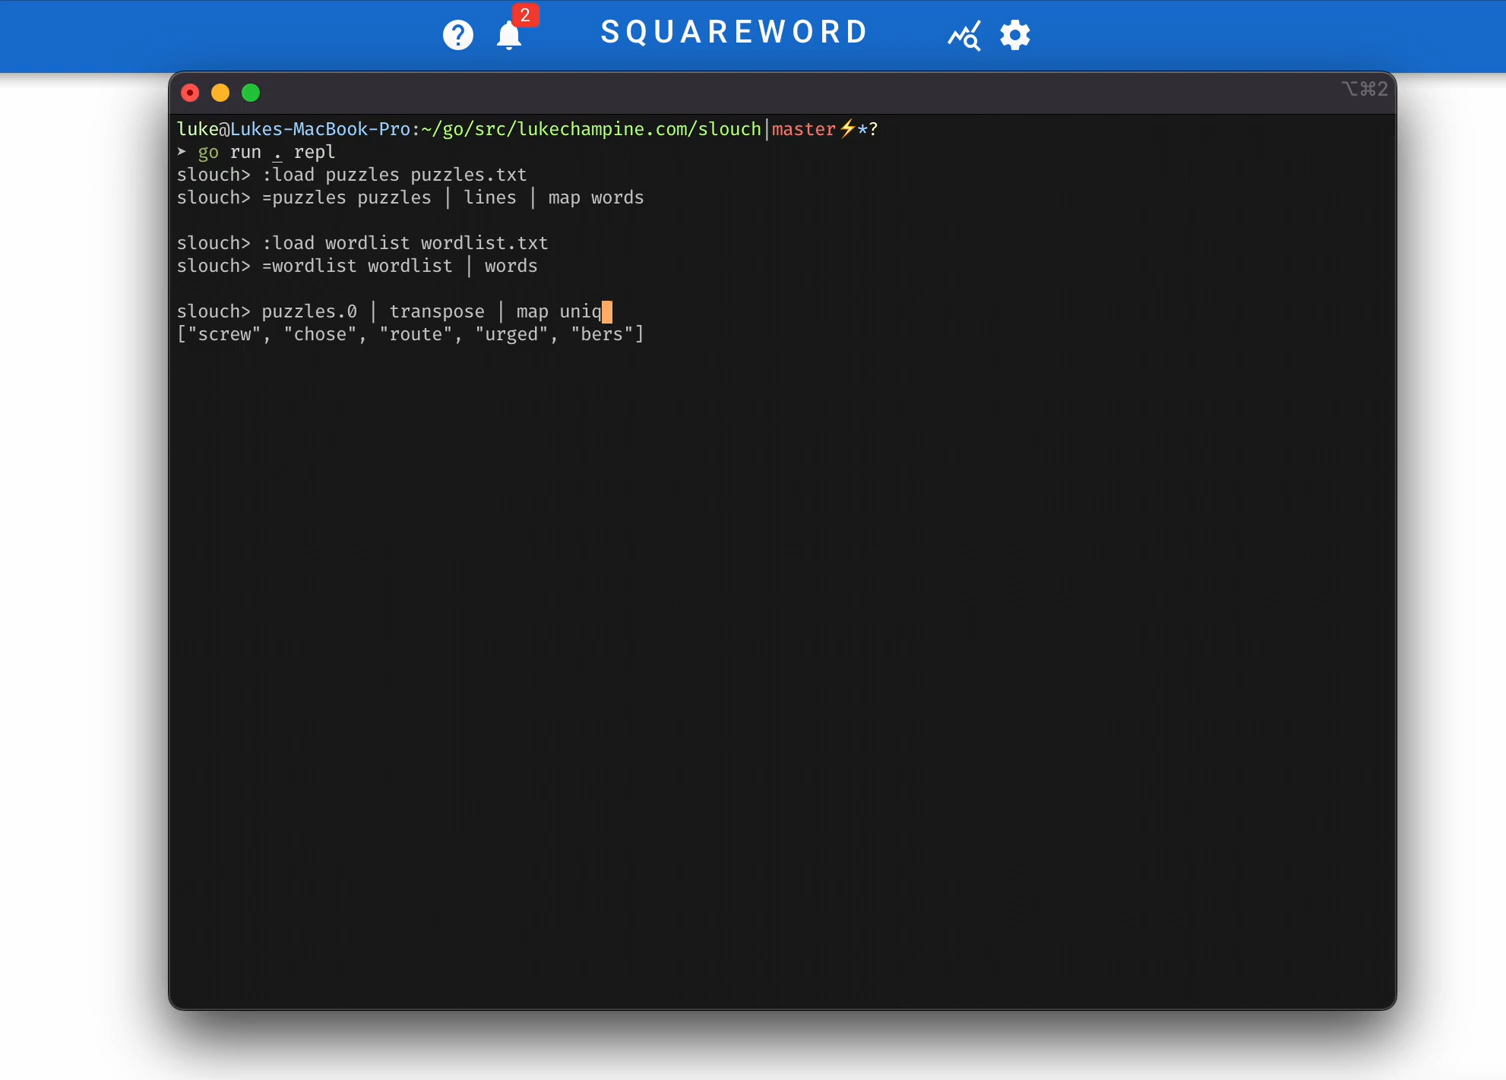 2
SQUAREWORD
⌥⌘2
luke@Lukes-MacBook-Pro:~/go/src/lukechampine.com/slouch|master⚡*?
➤ go run . repl
slouch> :load puzzles puzzles.txt
slouch> =puzzles puzzles | lines | map words
slouch> :load wordlist wordlist.txt
slouch> =wordlist wordlist | words
slouch> puzzles.0 | transpose | map uniq
["screw", "chose", "route", "urged", "bers"]